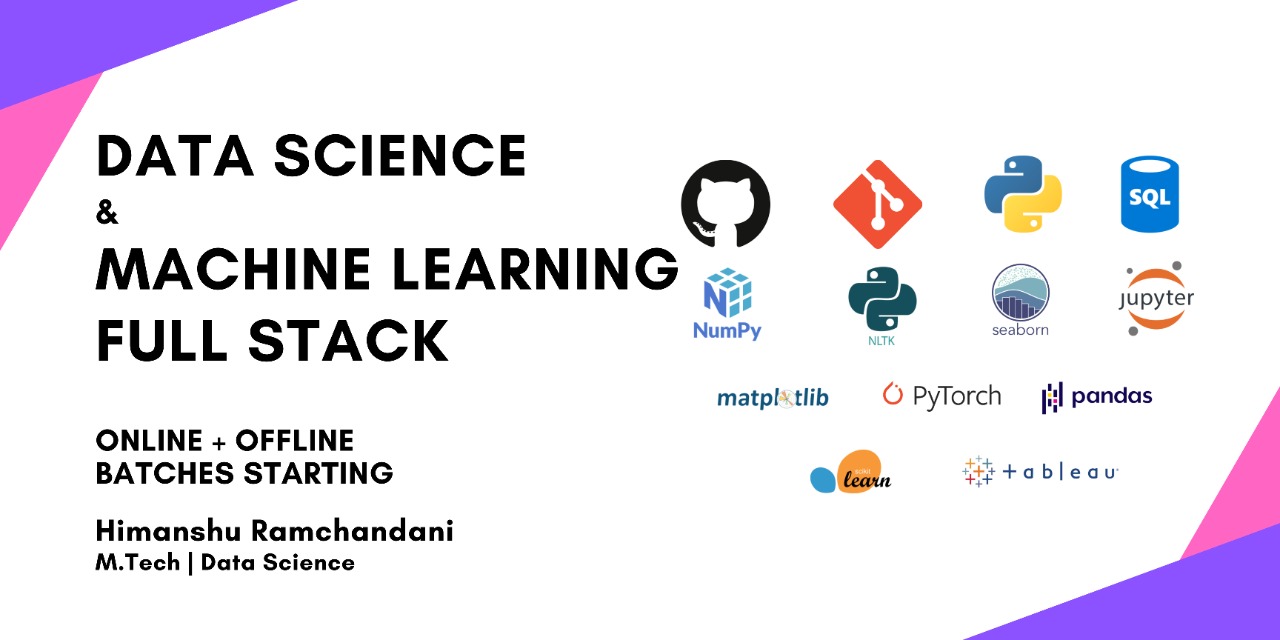 DATA SCIENCE
&
MACHINE LEARNING
FULL STACK
ONLINE + OFFLINE
BATCHES STARTING
Himanshu Ramchandani
M.Tech | Data Science
SQL
NumPy
NLTK
seaborn
jupyter
matplotlib
PyTorch
pandas
scikit
learn
+ableau